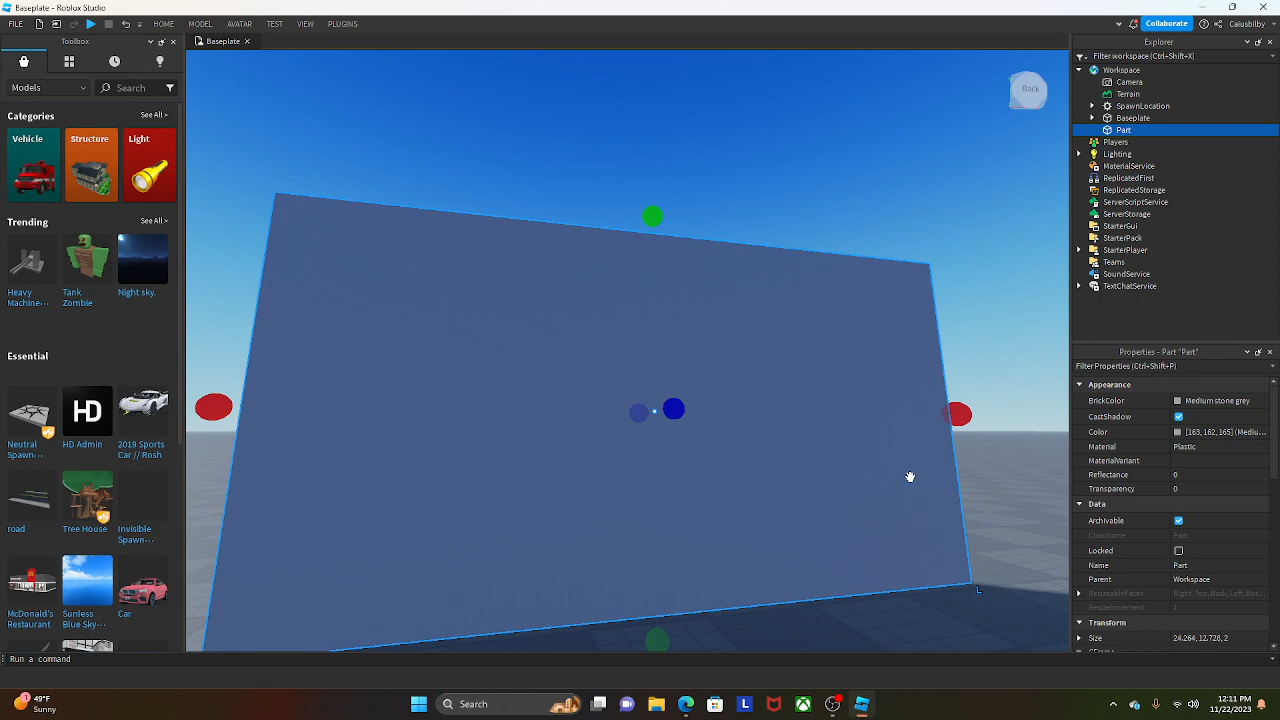 Baseplate - Roblox Studio
FILE
HOME
MODEL
AVATAR
TEST
VIEW
PLUGINS
Collaborate
Caiusbilby
Toolbox
Baseplate
Explorer
Filter workspace (Ctrl+Shift+X)
Models
Search
Categories
See All >
Vehicle
Structure
Light
Trending
See All >
Heavy Machine···
Tank Zombie
Night sky.
Essential
Neutral Spawn···
HD
HD Admin
2019 Sports Car // Rosh
road
Tree House
Invisible Spawn···
McDonald's Restaurant
Sunless Blue Sky···
Car
Back
L
Workspace
Camera
Terrain
SpawnLocation
Baseplate
Part
Players
Lighting
MaterialService
ReplicatedFirst
ReplicatedStorage
ServerScriptService
ServerStorage
StarterGui
StarterPack
StarterPlayer
Teams
SoundService
TextChatService
Properties - Part "Part"
Filter Properties (Ctrl+Shift+P)
Appearance
BrickColor Medium stone grey
CastShadow
Color [163, 162, 165] (Mediu...
Material Plastic
MaterialVariant
Reflectance 0
Transparency 0
Data
Archivable
ClassName Part
Locked
Name Part
Parent Workspace
ResizeableFaces Right, Top, Back, Left, Bot...
ResizeIncrement 1
Transform
Size 24.264, 12.728, 2
Run a command
49°F
Sunny
Search
L
12:11 PM
11/22/2023